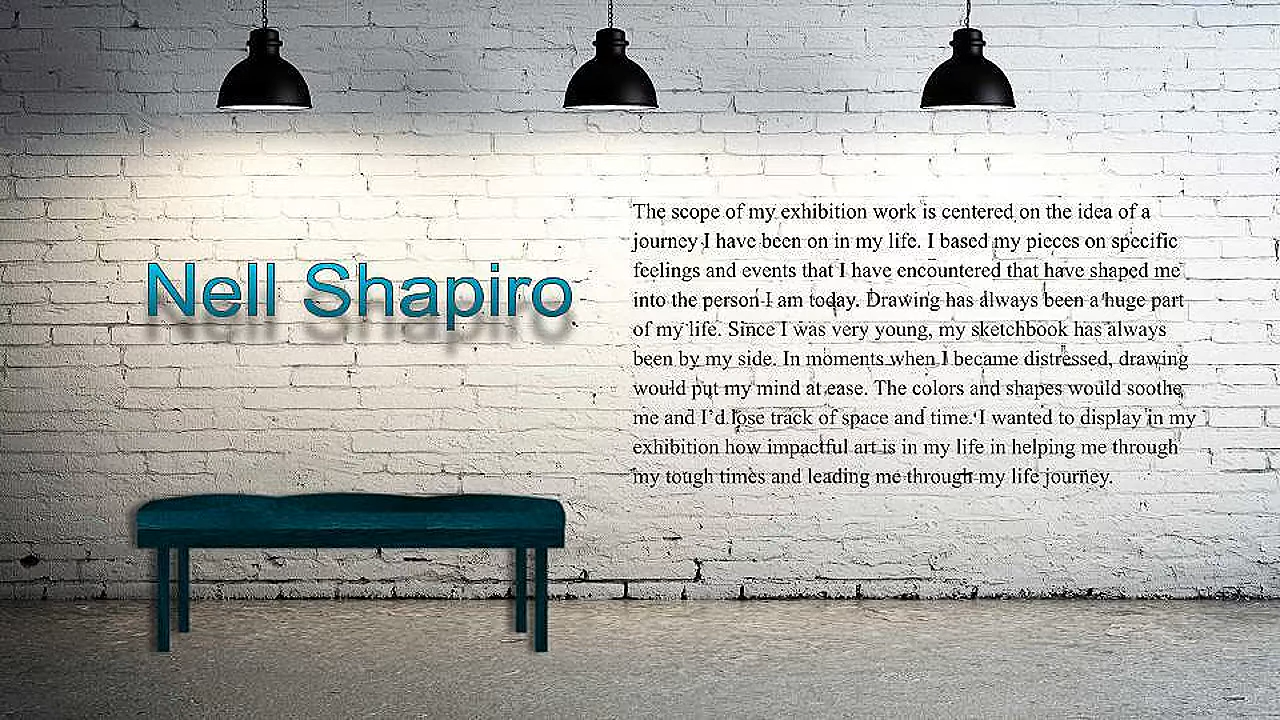 Nell Shapiro
The scope of my exhibition work is centered on the idea of a
journey I have been on in my life. I based my pieces on specific
feelings and events that I have encountered that have shaped me
into the person I am today. Drawing has always been a huge part
of my life. Since I was very young, my sketchbook has always
been by my side. In moments when I became distressed, drawing
would put my mind at ease. The colors and shapes would soothe
me and I’d lose track of space and time. I wanted to display in my
exhibition how impactful art is in my life in helping me through
my tough times and leading me through my life journey.